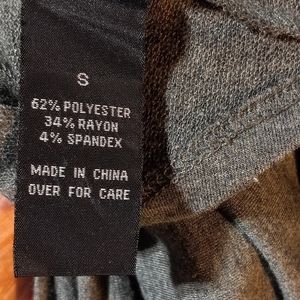 S
62% POLYESTER
34% RAYON
4% SPANDEX
MADE IN CHINA
OVER FOR CARE